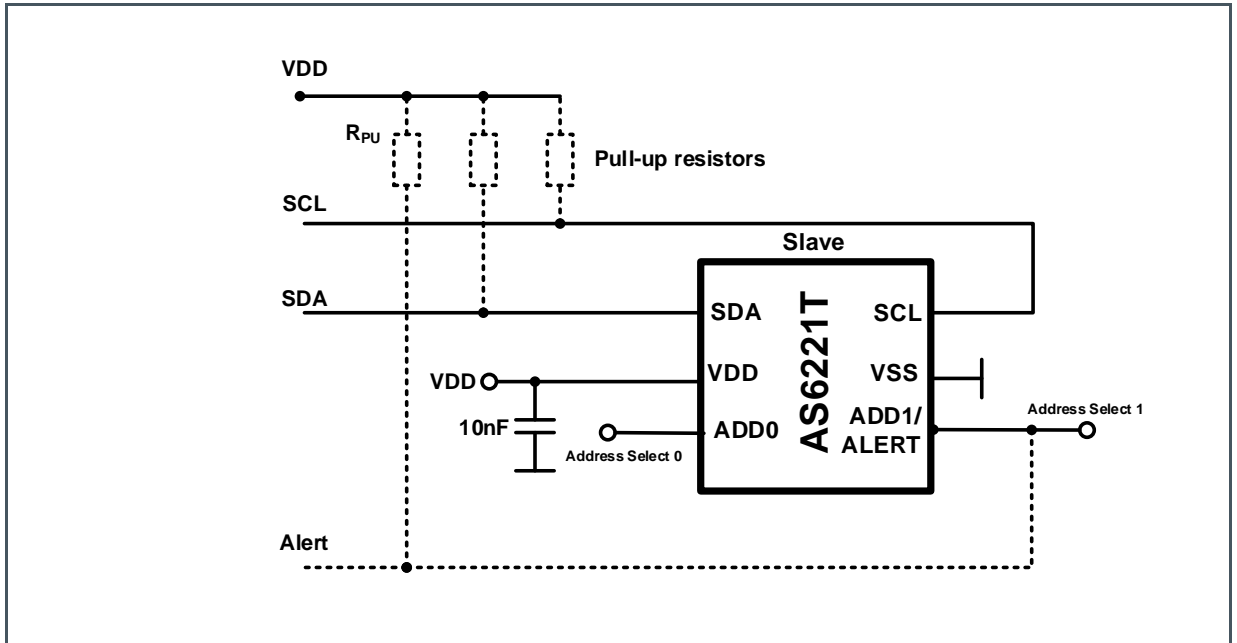 VDD
R_PU
Pull-up resistors
SCL
Slave
SDA
SDA
SCL
AS6221T
VDD
VDD
VSS
10nF
ADD0
ADD1/
ALERT
Address Select 0
Address Select 1
Alert